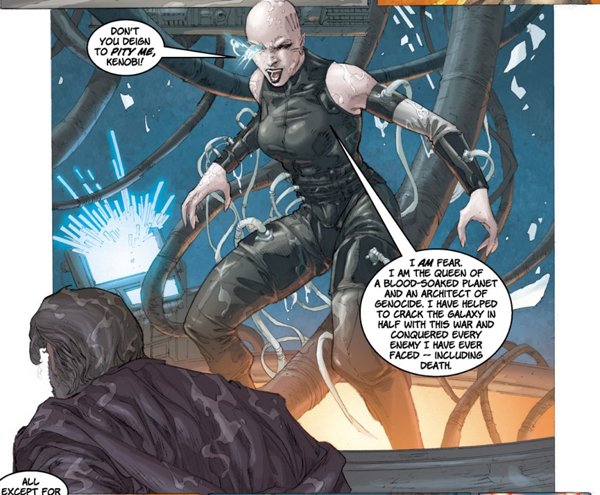 DON'T
YOU DEIGN
TO PITY ME,
KENOBI!
I AM FEAR.
I AM THE QUEEN OF
A BLOOD-SOAKED PLANET
AND AN ARCHITECT OF
GENOCIDE. I HAVE HELPED
TO CRACK THE GALAXY IN
HALF WITH THIS WAR AND
CONQUERED EVERY
ENEMY I HAVE EVER
FACED -- INCLUDING
DEATH.
ALL
EXCEPT FOR